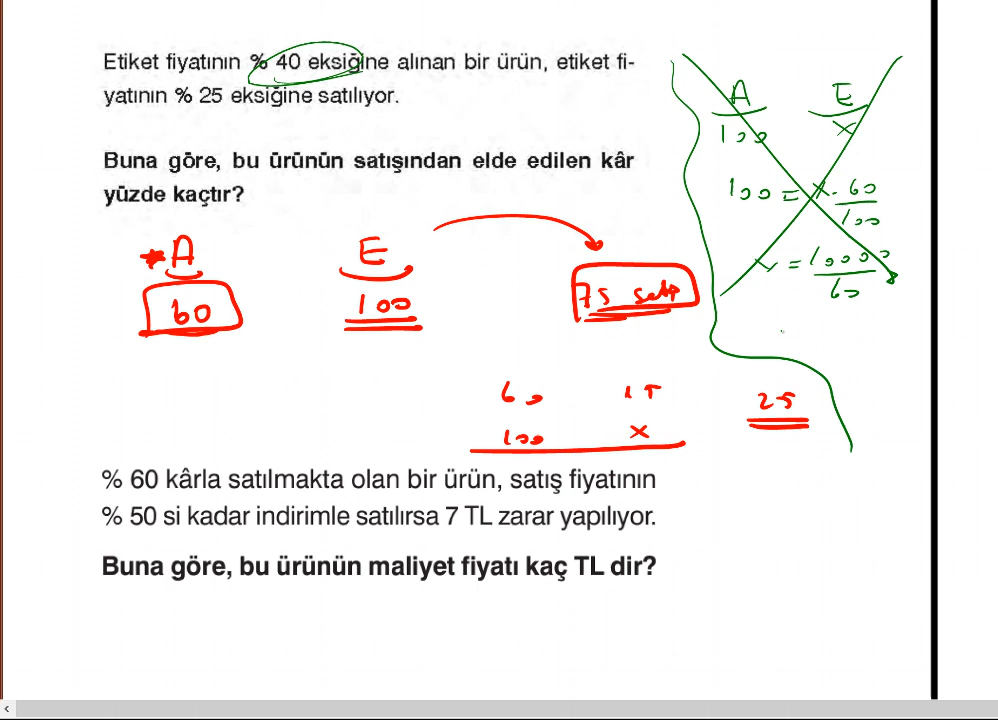 Etiket fiyatının % 40 eksiğine alınan bir ürün, etiket fi-
yatının % 25 eksiğine satılıyor.
Buna göre, bu ürünün satışından elde edilen kâr
yüzde kaçtır?
A E
100 x
100 = x . 60
100
x = 10000
60
* A E
60 100 75 satış
60 15
100 x
25
% 60 kârla satılmakta olan bir ürün, satış fiyatının
% 50 si kadar indirimle satılırsa 7 TL zarar yapılıyor.
Buna göre, bu ürünün maliyet fiyatı kaç TL dir?